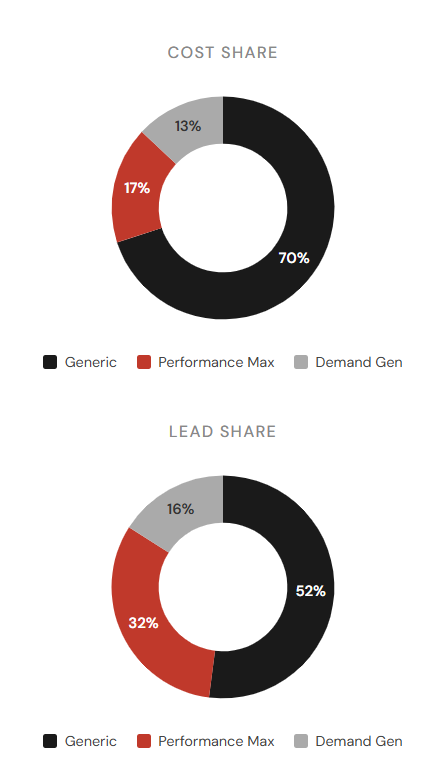 COST SHARE
13%
17%
70%
Generic Performance Max Demand Gen
LEAD SHARE
16%
52%
32%
Generic Performance Max Demand Gen